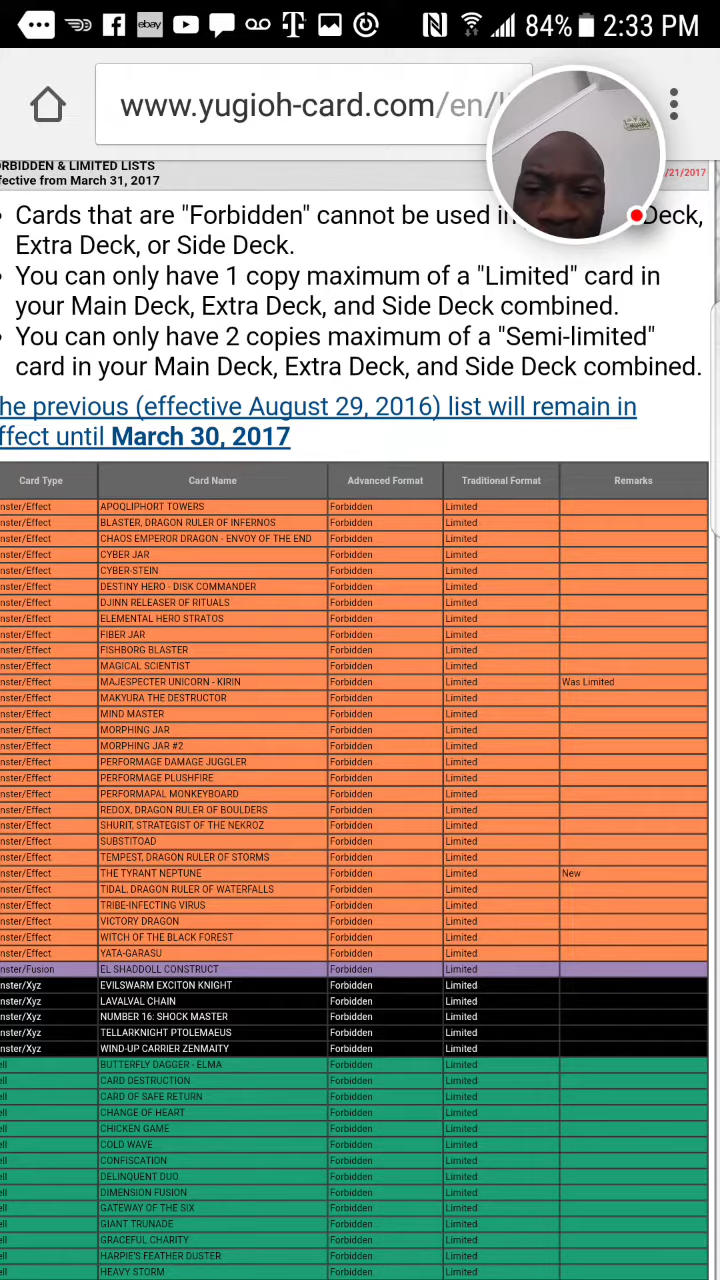 ebay 84% 2:33 PM
www.yugioh-card.com/en/
ORBIDDEN & LIMITED LISTS
ffective from March 31, 2017
/21/2017
• Cards that are "Forbidden" cannot be used in Deck,
Extra Deck, or Side Deck.
• You can only have 1 copy maximum of a "Limited" card in
your Main Deck, Extra Deck, and Side Deck combined.
• You can only have 2 copies maximum of a "Semi-limited"
card in your Main Deck, Extra Deck, and Side Deck combined.
he previous (effective August 29, 2016) list will remain in
ffect until March 30, 2017
Card Type Card Name Advanced Format Traditional Format Remarks
nster/Effect APOQLIPHORT TOWERS Forbidden Limited
nster/Effect BLASTER, DRAGON RULER OF INFERNOS Forbidden Limited
nster/Effect CHAOS EMPEROR DRAGON - ENVOY OF THE END Forbidden Limited
nster/Effect CYBER JAR Forbidden Limited
nster/Effect CYBER-STEIN Forbidden Limited
nster/Effect DESTINY HERO - DISK COMMANDER Forbidden Limited
nster/Effect DJINN RELEASER OF RITUALS Forbidden Limited
nster/Effect ELEMENTAL HERO STRATOS Forbidden Limited
nster/Effect FIBER JAR Forbidden Limited
nster/Effect FISHBORG BLASTER Forbidden Limited
nster/Effect MAGICAL SCIENTIST Forbidden Limited
nster/Effect MAJESPECTER UNICORN - KIRIN Forbidden Limited Was Limited
nster/Effect MAKYURA THE DESTRUCTOR Forbidden Limited
nster/Effect MIND MASTER Forbidden Limited
nster/Effect MORPHING JAR Forbidden Limited
nster/Effect MORPHING JAR #2 Forbidden Limited
nster/Effect PERFORMAGE DAMAGE JUGGLER Forbidden Limited
nster/Effect PERFORMAGE PLUSHFIRE Forbidden Limited
nster/Effect PERFORMAPAL MONKEYBOARD Forbidden Limited
nster/Effect REDOX, DRAGON RULER OF BOULDERS Forbidden Limited
nster/Effect SHURIT, STRATEGIST OF THE NEKROZ Forbidden Limited
nster/Effect SUBSTITOAD Forbidden Limited
nster/Effect TEMPEST, DRAGON RULER OF STORMS Forbidden Limited
nster/Effect THE TYRANT NEPTUNE Forbidden Limited New
nster/Effect TIDAL, DRAGON RULER OF WATERFALLS Forbidden Limited
nster/Effect TRIBE-INFECTING VIRUS Forbidden Limited
nster/Effect VICTORY DRAGON Forbidden Limited
nster/Effect WITCH OF THE BLACK FOREST Forbidden Limited
nster/Effect YATA-GARASU Forbidden Limited
nster/Fusion EL SHADDOLL CONSTRUCT Forbidden Limited
nster/Xyz EVILSWARM EXCITON KNIGHT Forbidden Limited
nster/Xyz LAVALVAL CHAIN Forbidden Limited
nster/Xyz NUMBER 16: SHOCK MASTER Forbidden Limited
nster/Xyz TELLARKNIGHT PTOLEMAEUS Forbidden Limited
nster/Xyz WIND-UP CARRIER ZENMAITY Forbidden Limited
ell BUTTERFLY DAGGER - ELMA Forbidden Limited
ell CARD DESTRUCTION Forbidden Limited
ell CARD OF SAFE RETURN Forbidden Limited
ell CHANGE OF HEART Forbidden Limited
ell CHICKEN GAME Forbidden Limited
ell COLD WAVE Forbidden Limited
ell CONFISCATION Forbidden Limited
ell DELINQUENT DUO Forbidden Limited
ell DIMENSION FUSION Forbidden Limited
ell GATEWAY OF THE SIX Forbidden Limited
ell GIANT TRUNADE Forbidden Limited
ell GRACEFUL CHARITY Forbidden Limited
ell HARPIE'S FEATHER DUSTER Forbidden Limited
ell HEAVY STORM Forbidden Limited